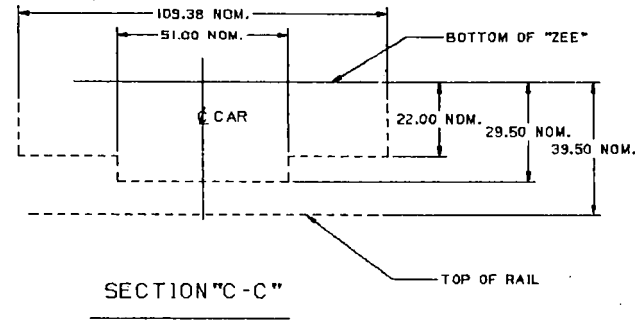 109.38 NOM.
51.00 NOM.
BOTTOM OF "ZEE"
℄ CAR
22.00 NOM.
29.50 NOM.
39.50 NOM.
TOP OF RAIL
SECTION "C-C"